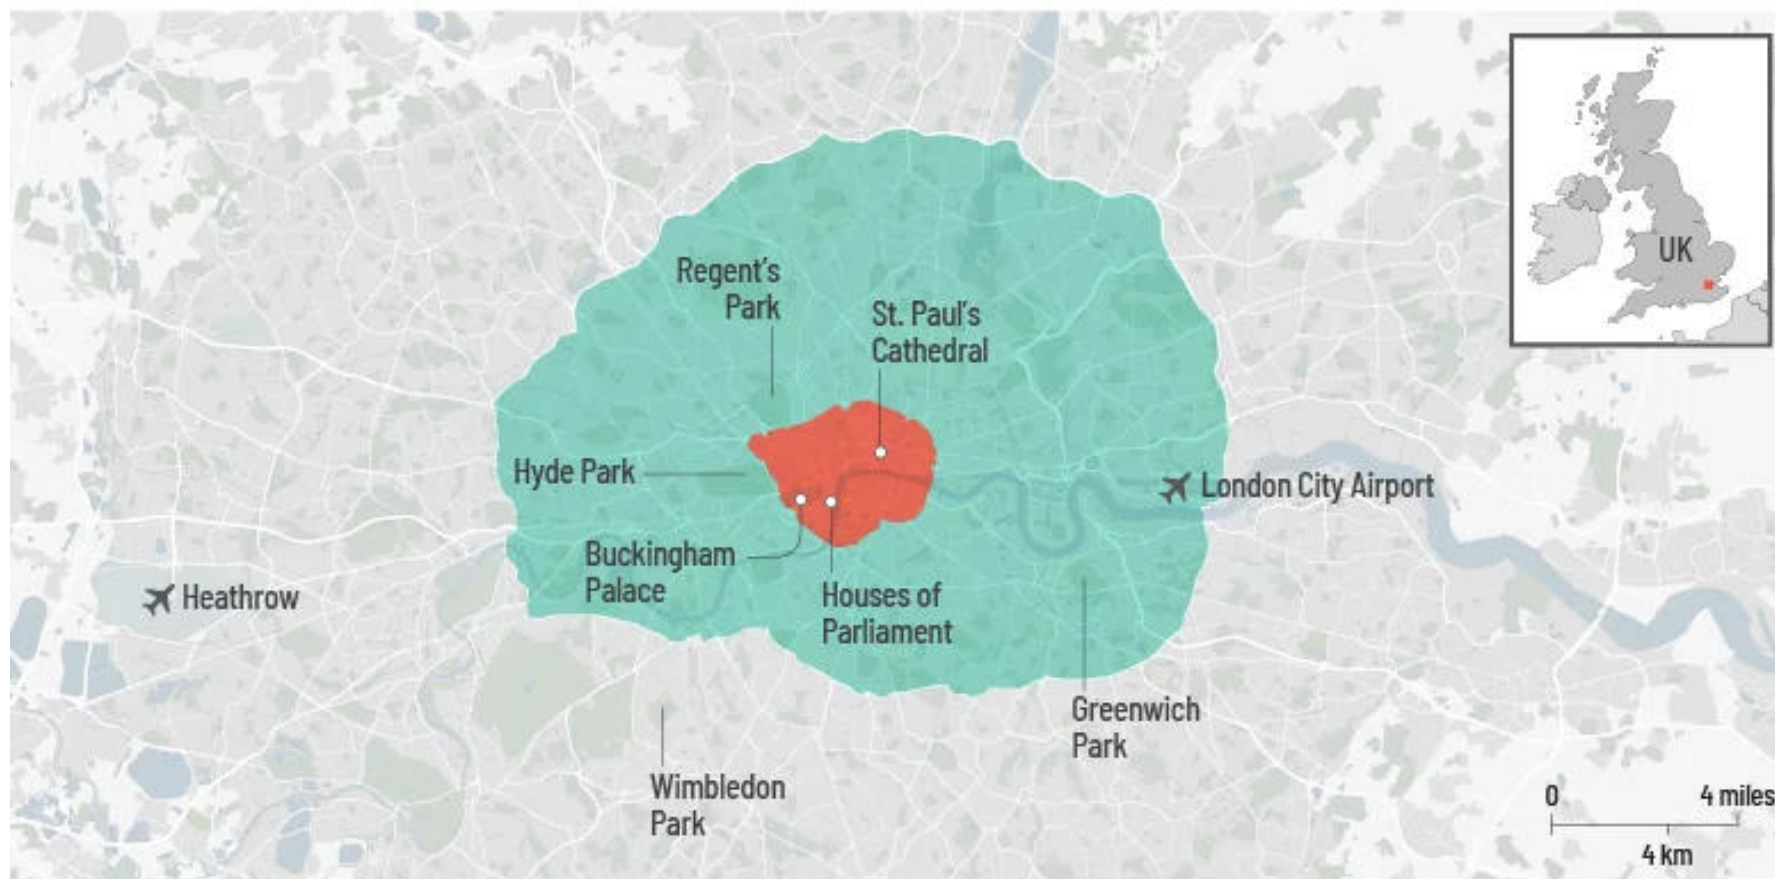 UK
Regent's
Park
St. Paul's
Cathedral
Hyde Park
London City Airport
Buckingham
Palace
Heathrow
Houses of
Parliament
Greenwich
Park
Wimbledon
Park
0
4 miles
4 km